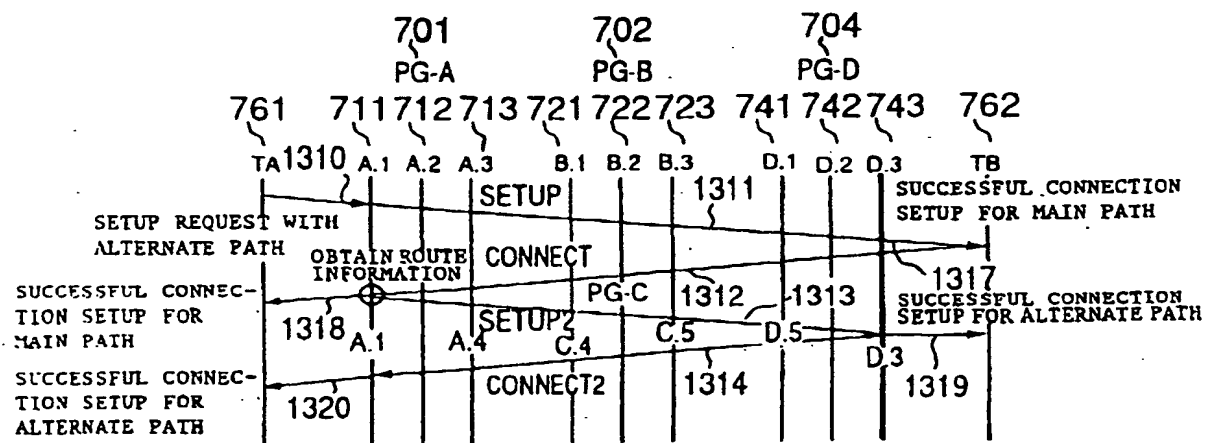 701 702 704
PG-A PG-B PG-D
761 711 712 713 721 722 723 741 742 743 762
TA 1310 A.1 A.2 A.3 B.1 B.2 B.3 D.1 D.2 D.3 TB
SETUP 1311 SUCCESSFUL CONNECTION
SETUP FOR MAIN PATH
SETUP REQUEST WITH
ALTERNATE PATH
OBTAIN ROUTE
INFORMATION
CONNECT
1317
SUCCESSFUL CONNEC-
TION SETUP FOR
MAIN PATH
1318
PG-C 1312 1313 SUCCESSFUL CONNECTION
SETUP FOR ALTERNATE PATH
SETUP2
A.1 A.4 C.4 C.5 D.5 D.3
SUCCESSFUL CONNEC-
TION SETUP FOR
ALTERNATE PATH
1320 CONNECT2 1314 1319